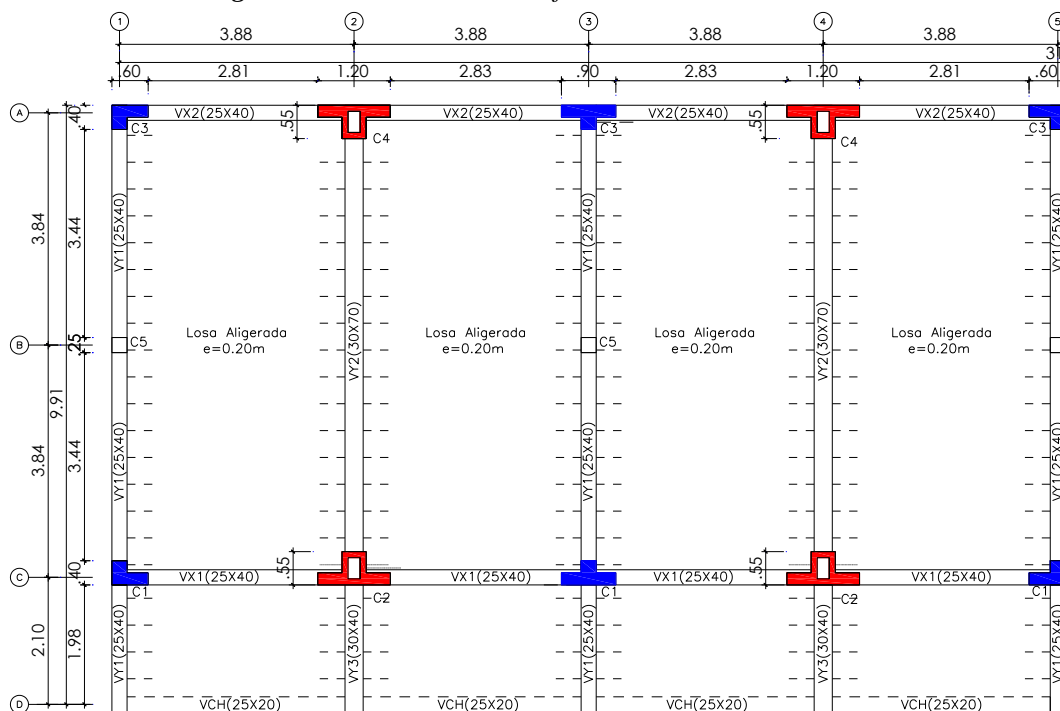 1 2 3 4 5
3.88 3.88 3.88 3.88
.60 2.81 1.20 2.83 .90 2.83 1.20 2.81 .60
A .40 VX2(25X40) .55 VX2(25X40) VX2(25X40) .55 VX2(25X40)
C3 C4 C3 C4 C3
3.84 3.44 VY1(25X40) VY1(25X40) VY1(25X40)
Losa Aligerada Losa Aligerada Losa Aligerada Losa Aligerada
e=0.20m e=0.20m e=0.20m e=0.20m
B .25 C5 VY2(30X70) C5 VY2(30X70)
9.91
3.84 3.44 VY1(25X40) VY1(25X40) VY1(25X40)
C .40 VX1(25X40) .55 VX1(25X40) VX1(25X40) .55 VX1(25X40)
C1 C2 C1 C2 C1
2.10 1.98 VY1(25X40) VY3(30X40) VY1(25X40) VY3(30X40) VY1(25X40)
D VCH(25X20) VCH(25X20) VCH(25X20) VCH(25X20)